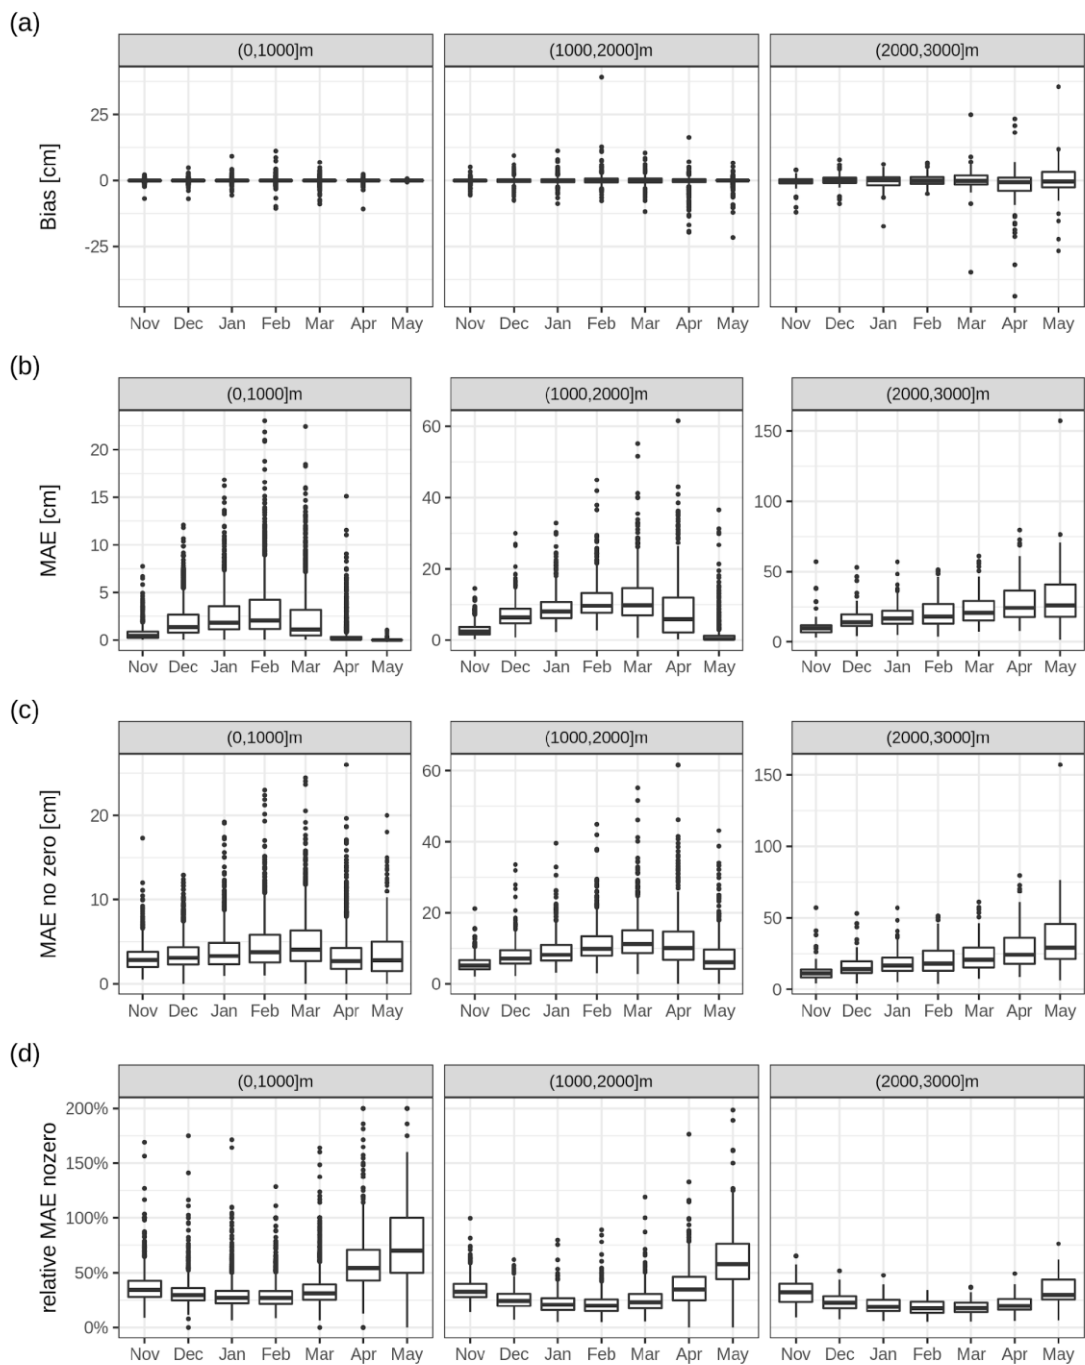 (a)
(0,1000]m (1000,2000]m (2000,3000]m
Bias [cm]
25
0
-25
Nov Dec Jan Feb Mar Apr May Nov Dec Jan Feb Mar Apr May Nov Dec Jan Feb Mar Apr May
(b)
(0,1000]m (1000,2000]m (2000,3000]m
MAE [cm]
20 60 150
15 40 100
10 20 50
5 0 0
0
Nov Dec Jan Feb Mar Apr May Nov Dec Jan Feb Mar Apr May Nov Dec Jan Feb Mar Apr May
(c)
(0,1000]m (1000,2000]m (2000,3000]m
MAE no zero [cm]
20 60 150
10 40 100
0 20 50
0 0
Nov Dec Jan Feb Mar Apr May Nov Dec Jan Feb Mar Apr May Nov Dec Jan Feb Mar Apr May
(d)
(0,1000]m (1000,2000]m (2000,3000]m
relative MAE nozero
200%
150%
100%
50%
0%
Nov Dec Jan Feb Mar Apr May Nov Dec Jan Feb Mar Apr May Nov Dec Jan Feb Mar Apr May